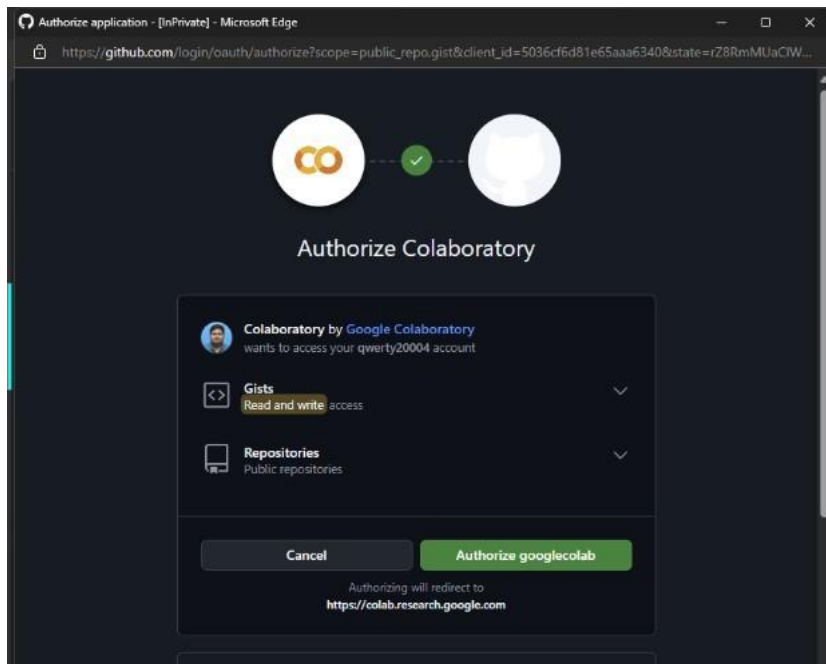 Authorize application - [InPrivate] - Microsoft Edge
https://github.com/login/oauth/authorize?scope=public_repo.gist&client_id=5036cf6d81e65aaa6340&state=rZ8RmMUaClW...
CO
Authorize Colaboratory
Colaboratory by Google Colaboratory
wants to access your qwerty20004 account
Gists
Read and write access
Repositories
Public repositories
Cancel
Authorize googlecolab
Authorizing will redirect to
https://colab.research.google.com